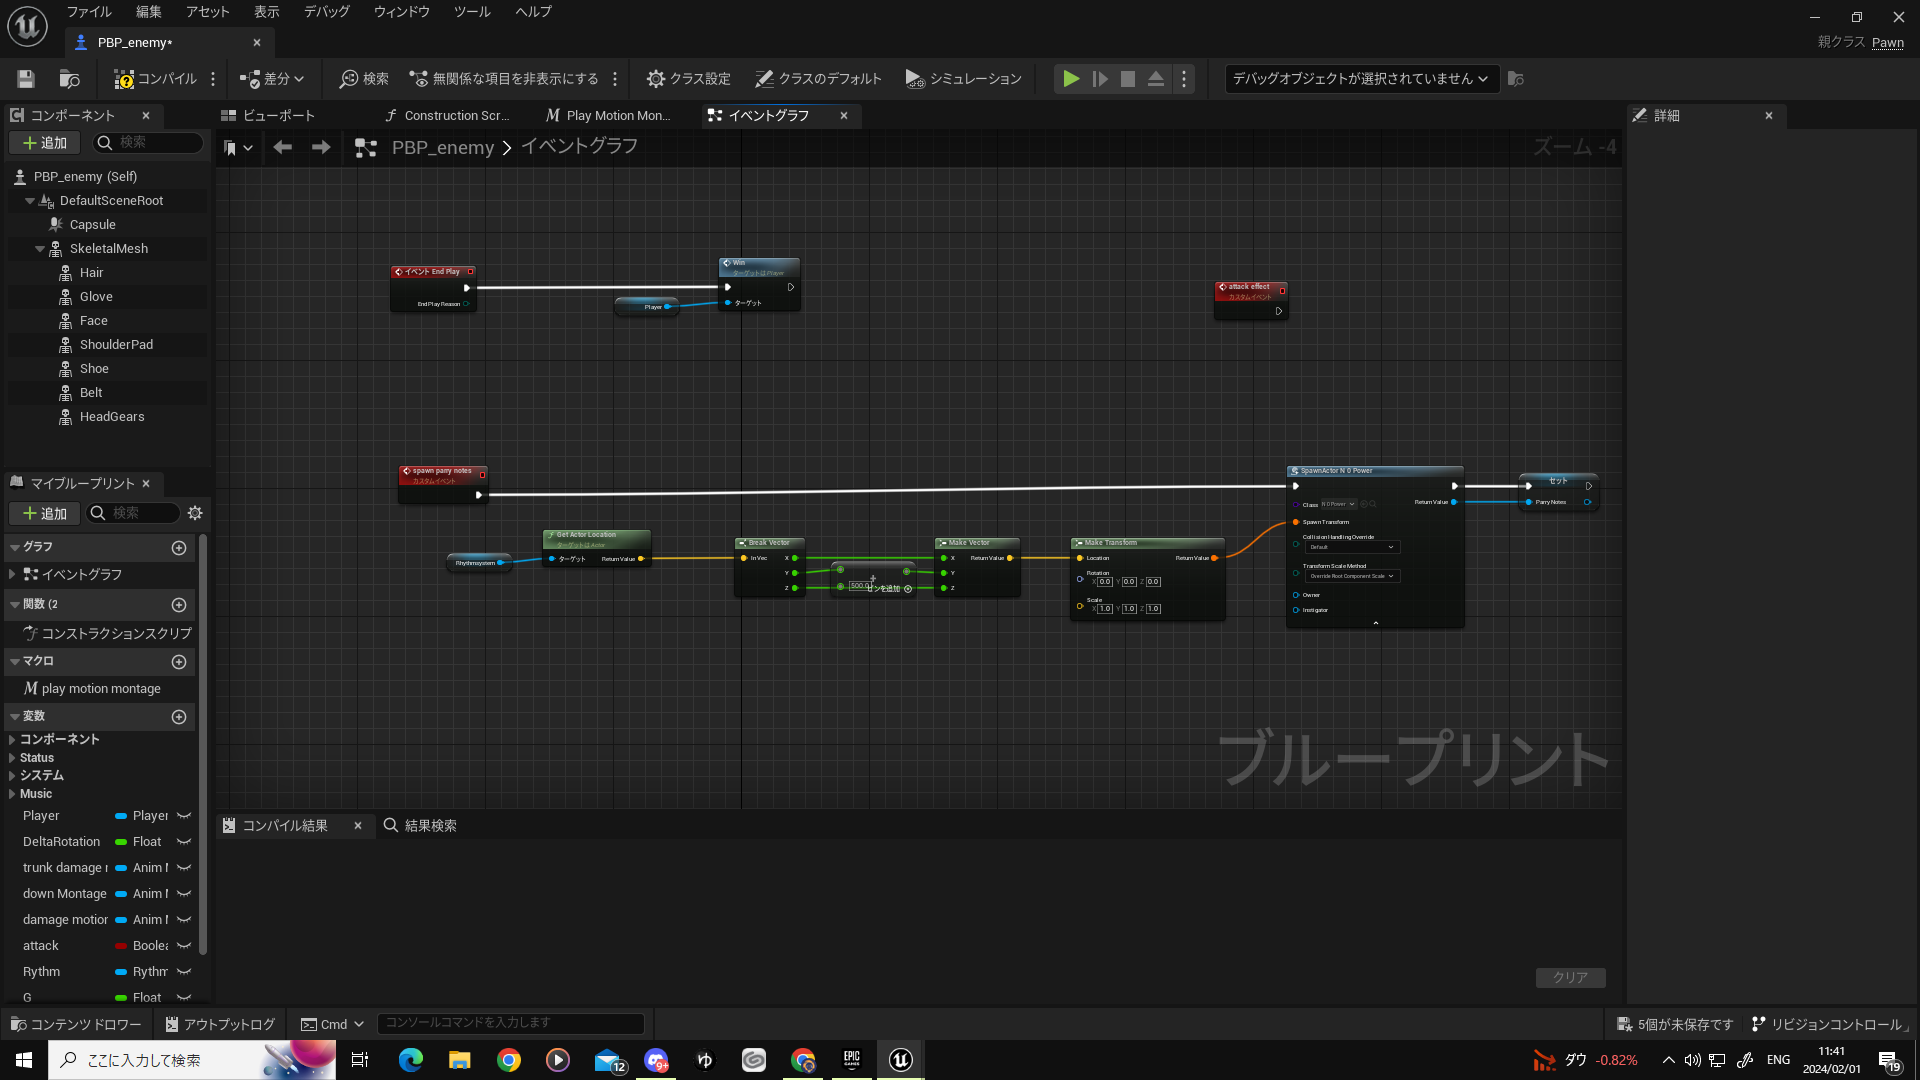 ファイル 編集 アセット 表示 デバッグ ウィンドウ ツール ヘルプ
PBP_enemy*
親クラス Pawn
コンパイル 差分 検索 無関係な項目を非表示にする クラス設定 クラスのデフォルト シミュレーション デバッグオブジェクトが選択されていません
コンポーネント
追加 検索
PBP_enemy (Self)
DefaultSceneRoot
Capsule
SkeletalMesh
Hair
Glove
Face
ShoulderPad
Shoe
Belt
HeadGears
マイブループリント
追加 検索
グラフ
イベントグラフ
関数 (2
コンストラクションスクリプ
マクロ
play motion montage
変数
コンポーネント
Status
システム
Music
Player Player
DeltaRotation Float
trunk damage Anim
down Montage Anim
damage motion Anim
attack Boolea
Rythm Rythm
G Float
ビューポート Construction Scr... Play Motion Mon... イベントグラフ
PBP_enemy > イベントグラフ
ズーム -4
イベント End Play
End Play Reason
Player
Win
ターゲットは Player
ターゲット
attack effect
カスタムイベント
spawn parry notes
カスタムイベント
Rhythmsystem
Get Actor Location
ターゲットは Actor
ターゲット Return Value
Break Vector
In Vec X
Y
Z
500.0
ピンを追加
Make Vector
X Return Value
Y
Z
Make Transform
Location Return Value
Rotation
X 0.0 Y 0.0 Z 0.0
Scale
X 1.0 Y 1.0 Z 1.0
SpawnActor N 0 Power
Class N 0 Power Return Value
Spawn Transform
Collision Handling Override
Default
Transform Scale Method
Override Root Component Scale
Owner
Instigator
セット
Parry Notes
ブループリント
コンパイル結果 結果検索
クリア
詳細
コンテンツドロワー アウトプットログ Cmd コンソールコマンドを入力します
5個が未保存です リビジョンコントロール
ここに入力して検索
12
9+
ゆ
EPIC GAMES
ダウ -0.82%
ENG
11:41
2024/02/01
19